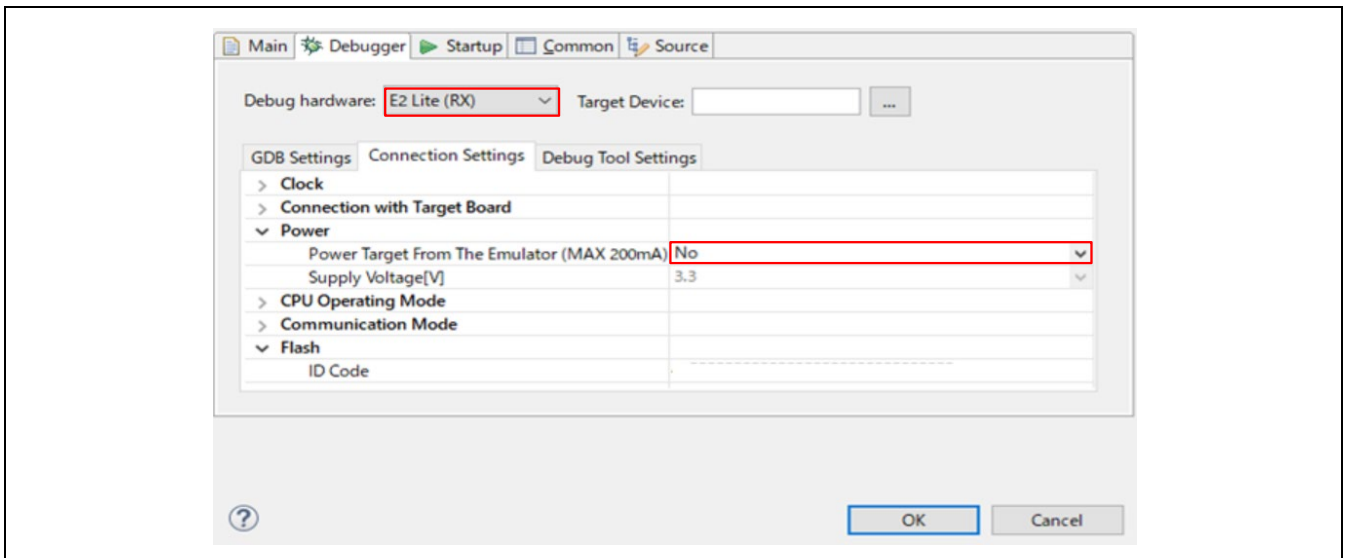 Main Debugger Startup Common Source
Debug hardware: E2 Lite (RX) Target Device: ...
GDB Settings Connection Settings Debug Tool Settings
Clock
Connection with Target Board
Power
Power Target From The Emulator (MAX 200mA) No
Supply Voltage[V] 3.3
CPU Operating Mode
Communication Mode
Flash
ID Code
? OK Cancel